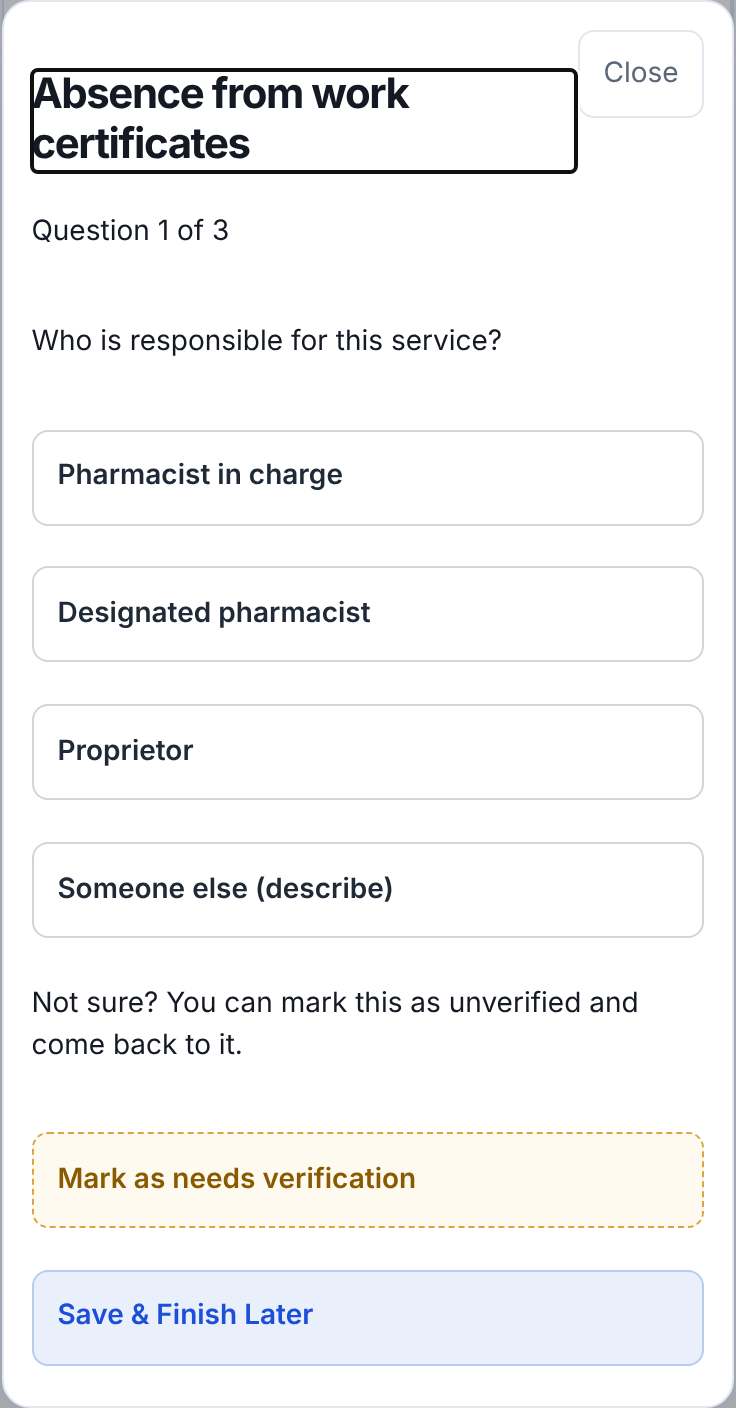 Close
Absence from work
certificates
Question 1 of 3
Who is responsible for this service?
Pharmacist in charge
Designated pharmacist
Proprietor
Someone else (describe)
Not sure? You can mark this as unverified and
come back to it.
Mark as needs verification
Save & Finish Later